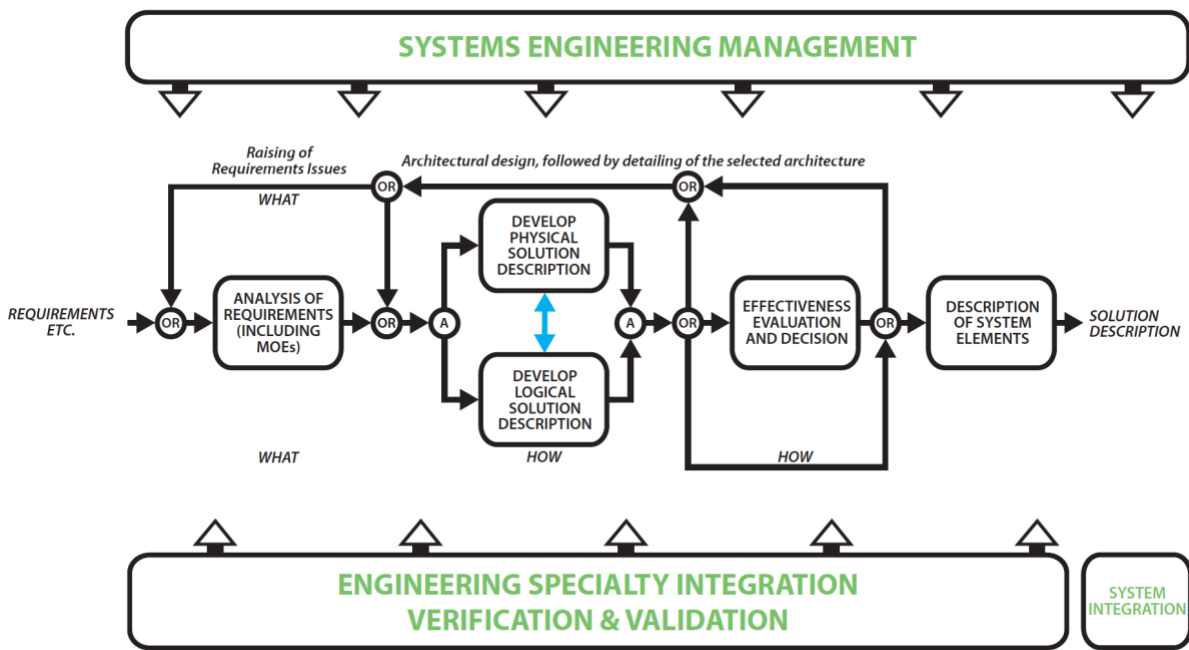 SYSTEMS ENGINEERING MANAGEMENT
Raising of
Requirements Issues
Architectural design, followed by detailing of the selected architecture
OR
OR
WHAT
DEVELOP
PHYSICAL
SOLUTION
DESCRIPTION
REQUIREMENTS
ETC.
OR
ANALYSIS OF
REQUIREMENTS
(INCLUDING
MOEs)
OR
A
A
OR
EFFECTIVENESS
EVALUATION
AND DECISION
OR
DESCRIPTION
OF SYSTEM
ELEMENTS
SOLUTION
DESCRIPTION
DEVELOP
LOGICAL
SOLUTION
DESCRIPTION
WHAT
HOW
HOW
ENGINEERING SPECIALTY INTEGRATION
VERIFICATION & VALIDATION
SYSTEM
INTEGRATION